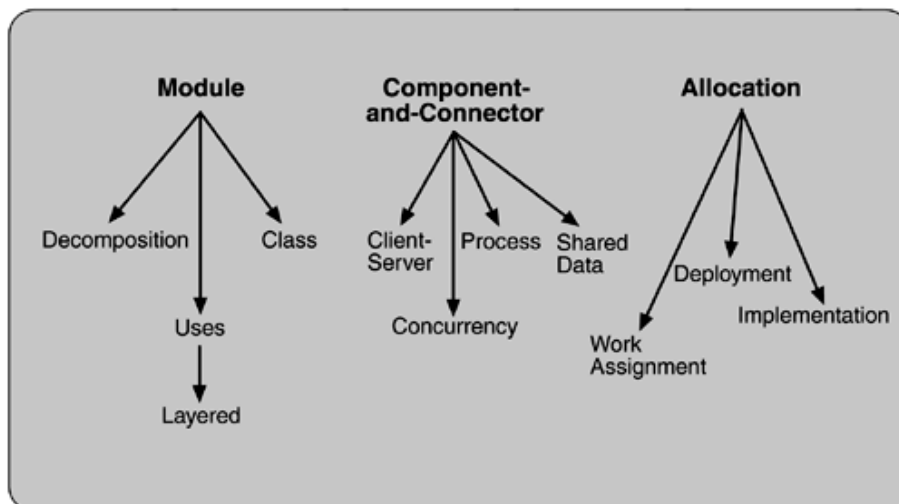 Module
Component-
and-Connector
Allocation
Decomposition
Class
Client-
Server
Process
Shared
Data
Deployment
Uses
Concurrency
Implementation
Work
Assignment
Layered